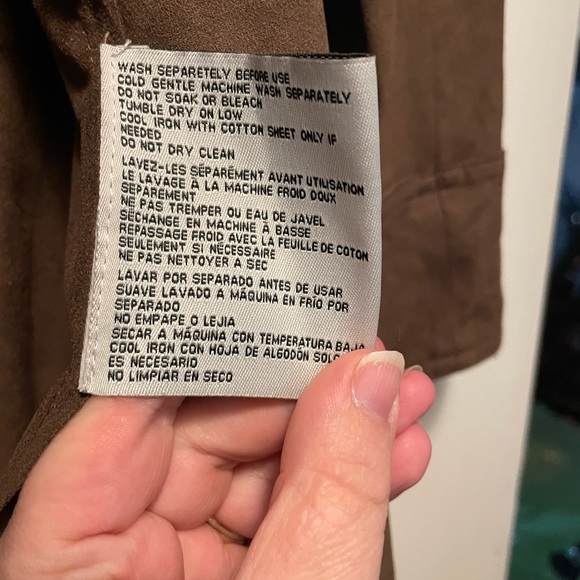 WASH SEPARETELY BEFORE USE
COLD GENTLE MACHINE WASH SEPARATELY
DO NOT SOAK OR BLEACH
TUMBLE DRY ON LOW
COOL IRON WITH COTTON SHEET ONLY IF
NEEDED
DO NOT DRY CLEAN
LAVEZ-LES SÉPARÉMENT AVANT UTILISATION
LE LAVAGE À LA MACHINE FROID DOUX
SEPAREMENT
NE PAS TREMPER OU EAU DE JAVEL
SÉCHANGE EN MACHINE À BASSE
REPASSAGE FROID AVEC LA FEUILLE DE COTON
SEULEMENT SI NÉCESSAIRE
NE PAS NETTOYER A SEC
LAVAR POR SEPARADO ANTES DE USAR
SUAVE LAVADO A MÁQUINA EN FRÍO POR
SEPARADO
NO EMPAPE O LEJIA
SECAR A MÁQUINA CON TEMPERATURA BAJA
COOL IRON CON HOJA DE ALGODÓN SOLO
ES NECESARIO
NO LIMPIAR EN SECO